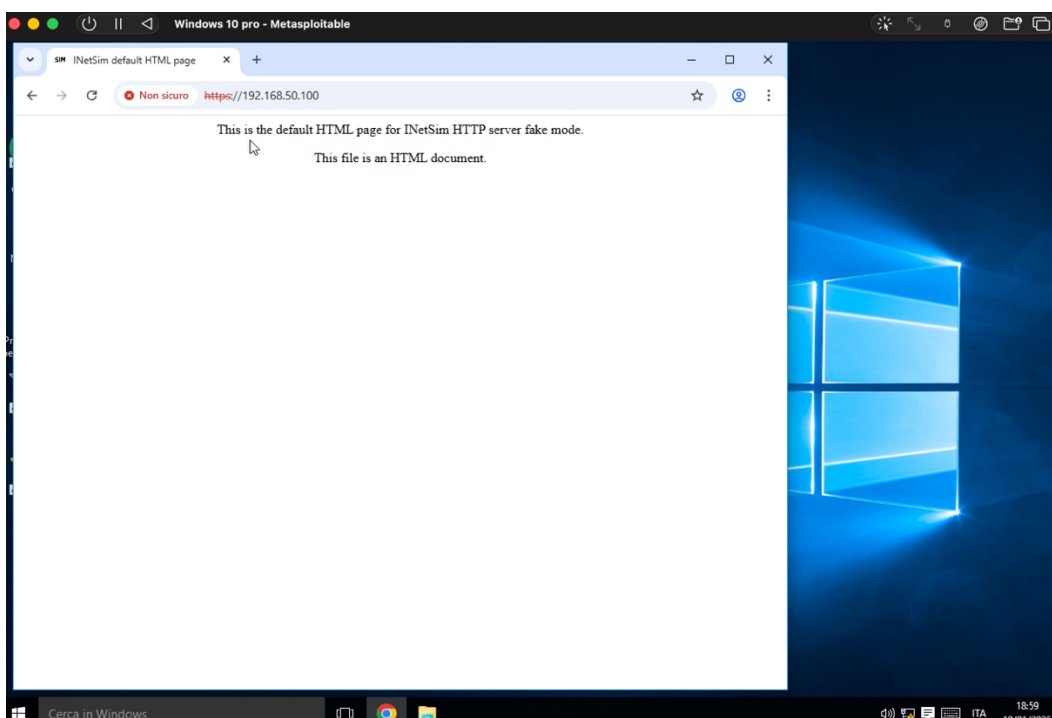 Windows 10 pro - Metasploitable
SIM INetSim default HTML page
Non sicuro https://192.168.50.100
This is the default HTML page for INetSim HTTP server fake mode.
This file is an HTML document.
Cerca in Windows
ITA
18:59